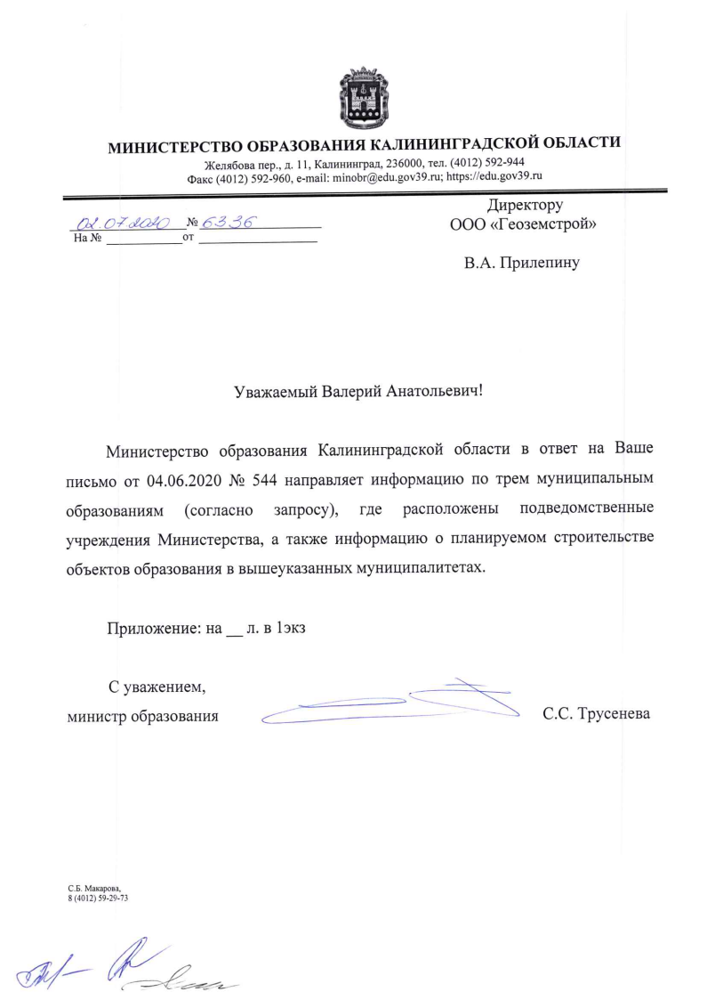 МИНИСТЕРСТВО ОБРАЗОВАНИЯ КАЛИНИНГРАДСКОЙ ОБЛАСТИ
Желябова пер., д. 11, Калининград, 236000, тел. (4012) 592-944
Факс (4012) 592-960, e-mail: minobr@edu.gov39.ru; https://edu.gov39.ru
02.07.2020 № 6336
На № ____________ от ____________________
Директору
ООО «Геоземстрой»
В.А. Прилепину
Уважаемый Валерий Анатольевич!
Министерство образования Калининградской области в ответ на Ваше
письмо от 04.06.2020 № 544 направляет информацию по трем муниципальным
образованиям (согласно запросу), где расположены подведомственные
учреждения Министерства, а также информацию о планируемом строительстве
объектов образования в вышеуказанных муниципалитетах.
Приложение: на __ л. в 1экз
С уважением,
министр образования С.С. Трусенева
С.Б. Макарова,
8 (4012) 59-29-73